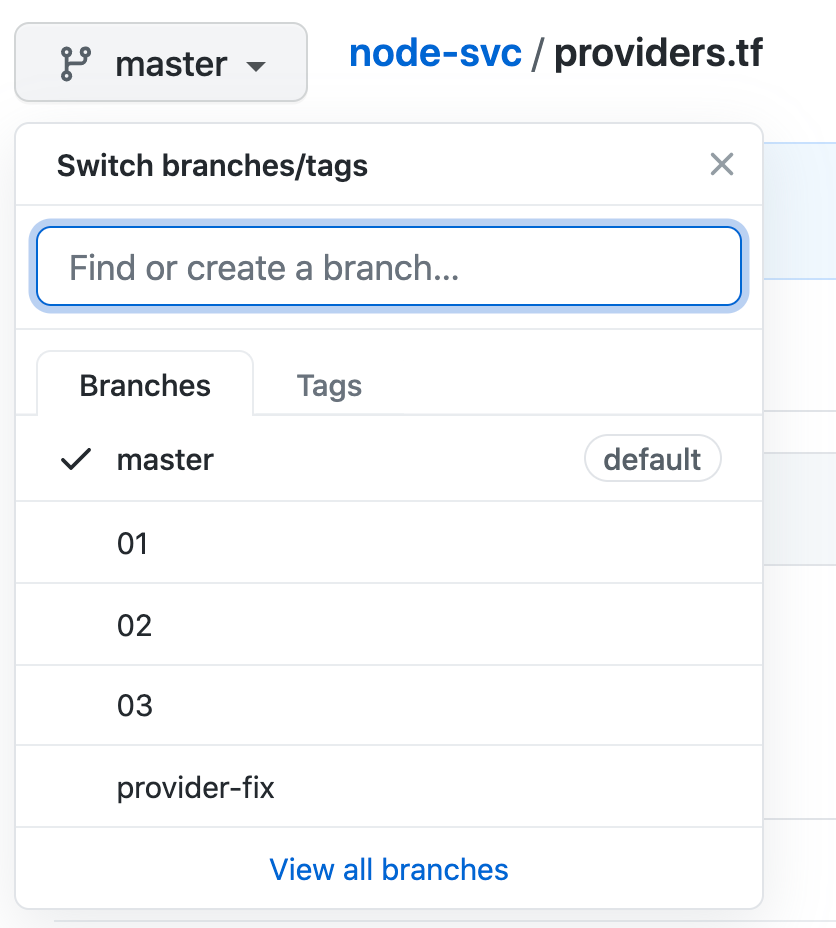 master
node-svc / providers.tf
Switch branches/tags
Find or create a branch...
Branches
Tags
master
default
01
02
03
provider-fix
View all branches